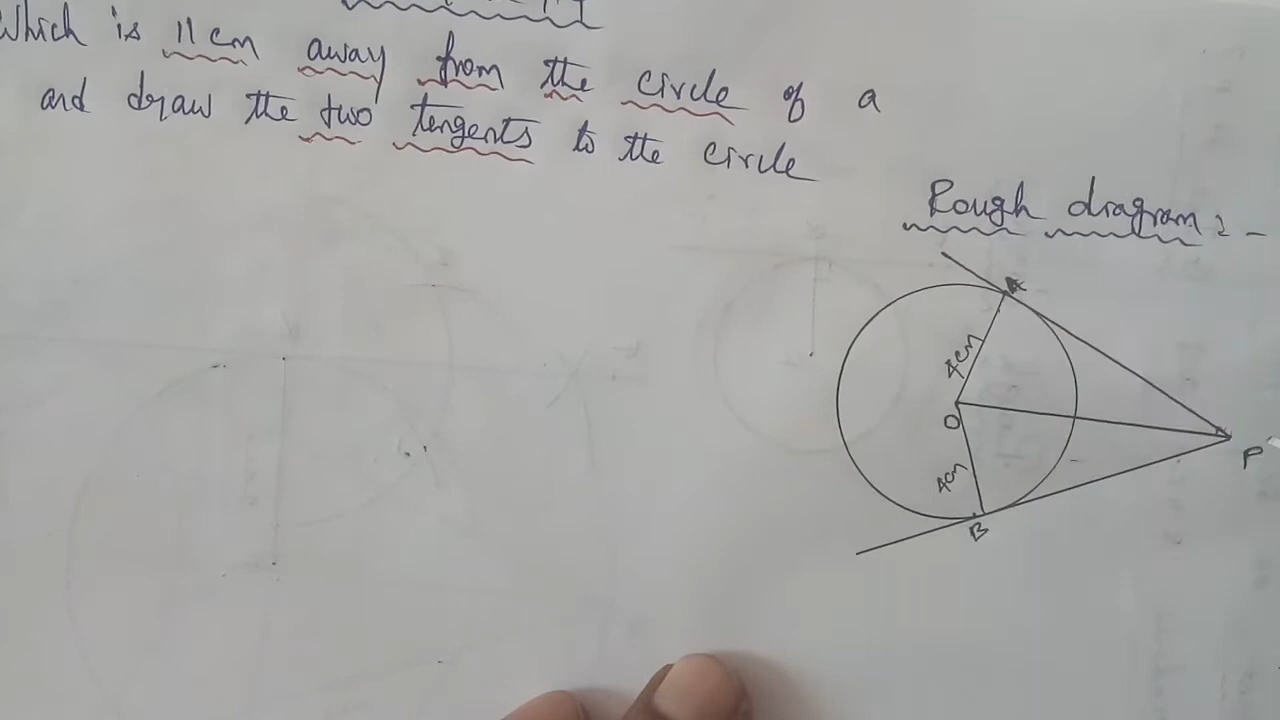 Which is 11 cm away from the circle of a
and draw the two tengents to the circle
Rough diagram :-
A
4cm
O
4cm
P
B